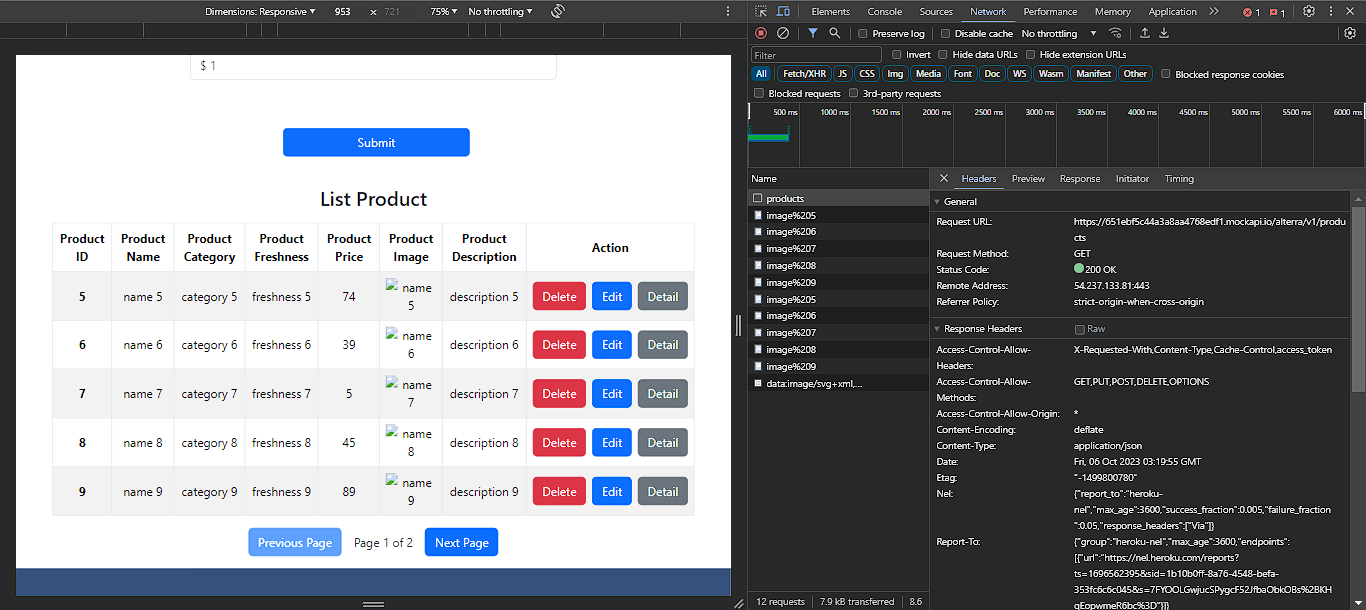 Dimensions: Responsive 953 × 721 75% No throttling
$ 1
Submit
List Product
Product ID Product Name Product Category Product Freshness Product Price Product Image Product Description Action
5 name 5 category 5 freshness 5 74 name 5 description 5 Delete Edit Detail
6 name 6 category 6 freshness 6 39 name 6 description 6 Delete Edit Detail
7 name 7 category 7 freshness 7 5 name 7 description 7 Delete Edit Detail
8 name 8 category 8 freshness 8 45 name 8 description 8 Delete Edit Detail
9 name 9 category 9 freshness 9 89 name 9 description 9 Delete Edit Detail
Previous Page Page 1 of 2 Next Page
Elements Console Sources Network Performance Memory Application 1 1
Preserve log Disable cache No throttling
Filter Invert Hide data URLs Hide extension URLs
All Fetch/XHR JS CSS Img Media Font Doc WS Wasm Manifest Other Blocked response cookies
Blocked requests 3rd-party requests
500 ms 1000 ms 1500 ms 2000 ms 2500 ms 3000 ms 3500 ms 4000 ms 4500 ms 5000 ms 5500 ms 6000 ms
Name
products
image%205
image%206
image%207
image%208
image%209
image%205
image%206
image%207
image%208
image%209
data:image/svg+xml,...
12 requests 7.9 kB transferred 8.6
Headers Preview Response Initiator Timing
General
Request URL: https://651ebf5c44a3a8aa4768edf1.mockapi.io/alterra/v1/produ
cts
Request Method: GET
Status Code: 200 OK
Remote Address: 54.237.133.81:443
Referrer Policy: strict-origin-when-cross-origin
Response Headers Raw
Access-Control-Allow-Headers: X-Requested-With,Content-Type,Cache-Control,access_token
Access-Control-Allow-Methods: GET,PUT,POST,DELETE,OPTIONS
Access-Control-Allow-Origin: *
Content-Encoding: deflate
Content-Type: application/json
Date: Fri, 06 Oct 2023 03:19:55 GMT
Etag: "-1499800780"
Nel: {"report_to":"heroku-
nel","max_age":3600,"success_fraction":0.005,"failure_fraction"
:0.05,"response_headers":["Via"]}
Report-To: {"group":"heroku-nel","max_age":3600,"endpoints":
[{"url":"https://nel.heroku.com/reports?
ts=1696562395&sid=1b10b0ff-8a76-4548-befa-